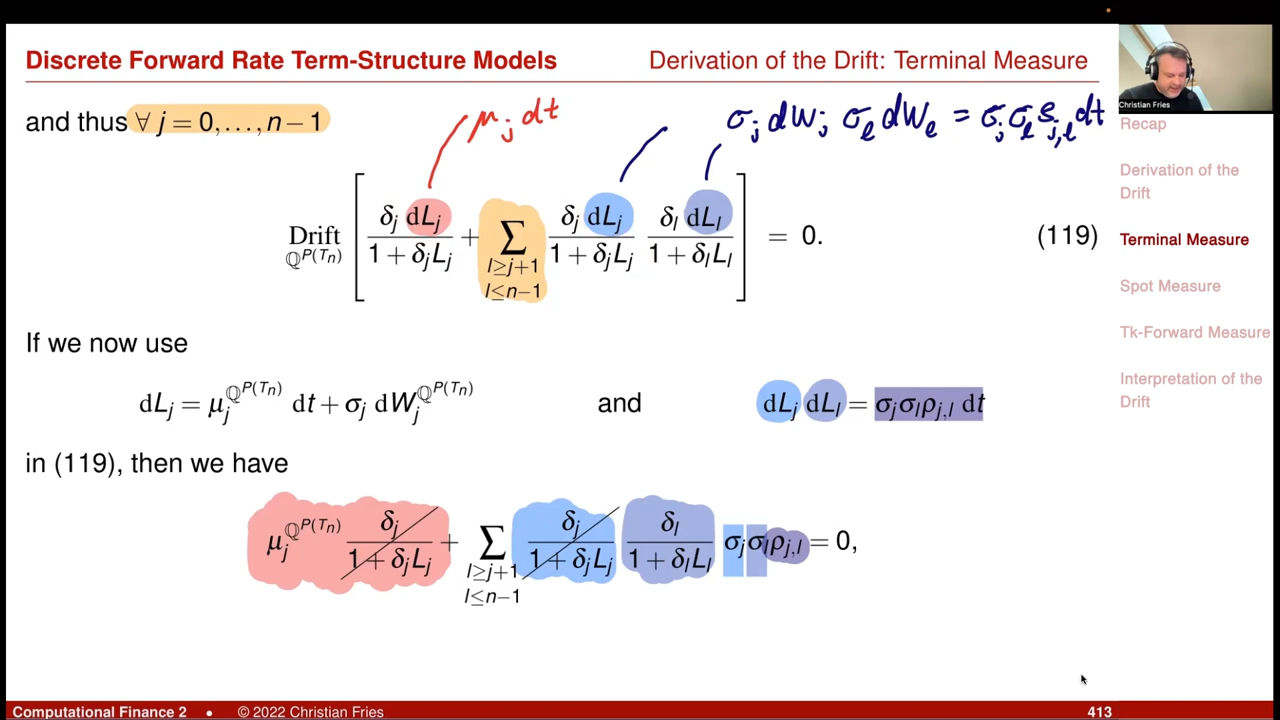 Discrete Forward Rate Term-Structure Models
Derivation of the Drift: Terminal Measure
Christian Fries
Recap
Derivation of the Drift
Terminal Measure
Spot Measure
Tk-Forward Measure
Interpretation of the Drift
μ_j dt
σ_j dW_j σ_l dW_e = σ_j σ_l ρ_{j,l} dt
and thus ∀ j = 0,…,n−1
Drift_{ℚ^{P(T_n)}} [ δ_j dL_j / (1 + δ_j L_j) + ∑_{l≥j+1, l≤n−1} δ_j dL_j / (1 + δ_j L_j) δ_l dL_l / (1 + δ_l L_l) ] = 0. (119)
If we now use
dL_j = μ_j^{ℚ^{P(T_n)}} dt + σ_j dW_j^{ℚ^{P(T_n)}} and dL_j dL_l = σ_j σ_l ρ_{j,l} dt
in (119), then we have
μ_j^{ℚ^{P(T_n)}} δ_j / (1 + δ_j L_j) + ∑_{l≥j+1, l≤n−1} δ_j / (1 + δ_j L_j) δ_l / (1 + δ_l L_l) σ_j σ_l ρ_{j,l} = 0,
Computational Finance 2 • © 2022 Christian Fries 413